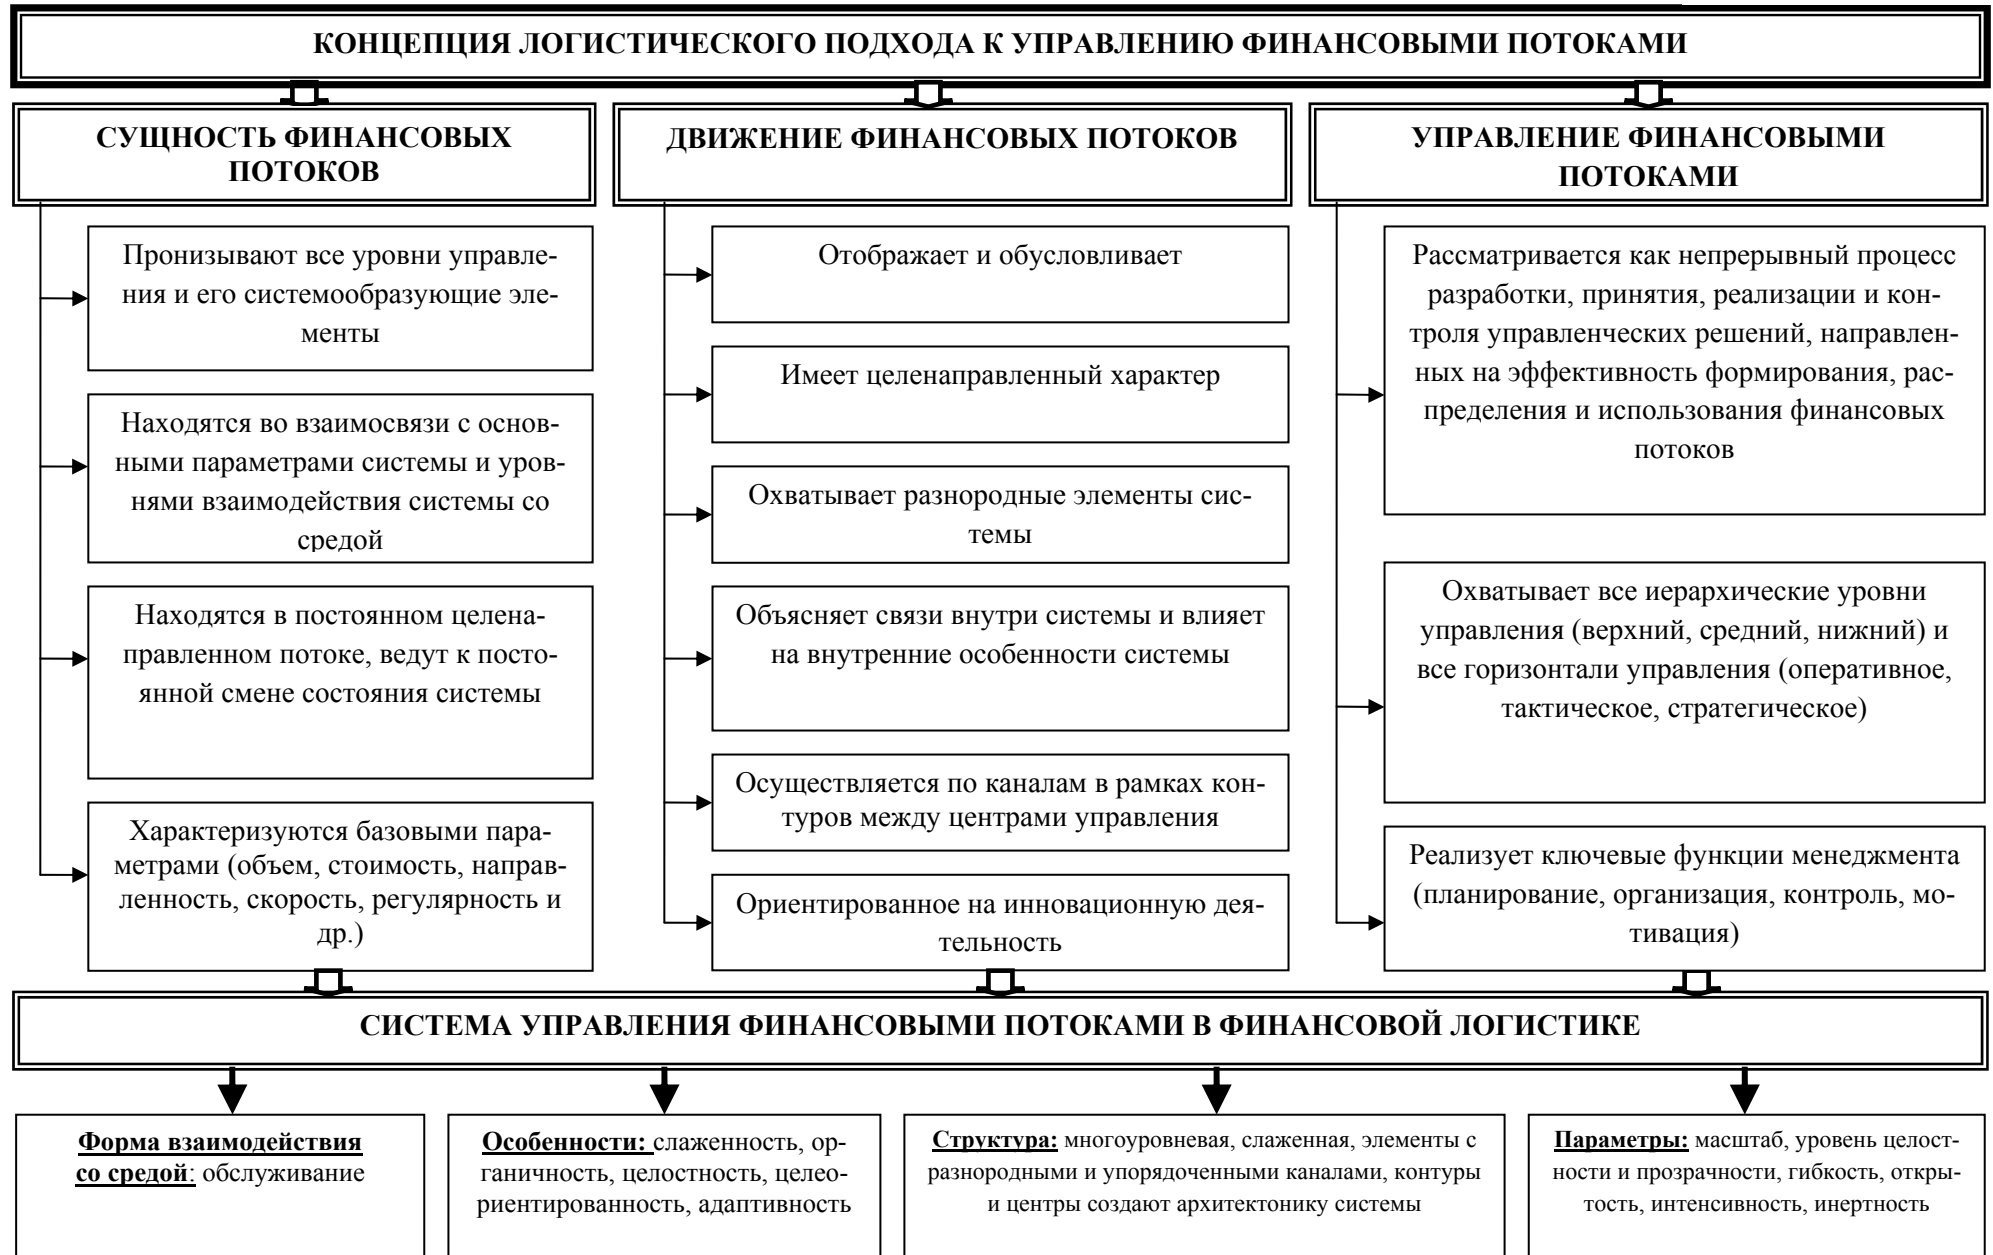 КОНЦЕПЦИЯ ЛОГИСТИЧЕСКОГО ПОДХОДА К УПРАВЛЕНИЮ ФИНАНСОВЫМИ ПОТОКАМИ
СУЩНОСТЬ ФИНАНСОВЫХ
ПОТОКОВ
Пронизывают все уровни управле-
ния и его системообразующие эле-
менты
Находятся во взаимосвязи с основ-
ными параметрами системы и уров-
нями взаимодействия системы со
средой
Находятся в постоянном целена-
правленном потоке, ведут к посто-
янной смене состояния системы
Характеризуются базовыми пара-
метрами (объем, стоимость, направ-
ленность, скорость, регулярность и
др.)
ДВИЖЕНИЕ ФИНАНСОВЫХ ПОТОКОВ
Отображает и обусловливает
Имеет целенаправленный характер
Охватывает разнородные элементы сис-
темы
Объясняет связи внутри системы и влияет
на внутренние особенности системы
Осуществляется по каналам в рамках кон-
туров между центрами управления
Ориентированное на инновационную дея-
тельность
УПРАВЛЕНИЕ ФИНАНСОВЫМИ
ПОТОКАМИ
Рассматривается как непрерывный процесс
разработки, принятия, реализации и кон-
троля управленческих решений, направлен-
ных на эффективность формирования, рас-
пределения и использования финансовых
потоков
Охватывает все иерархические уровни
управления (верхний, средний, нижний) и
все горизонтали управления (оперативное,
тактическое, стратегическое)
Реализует ключевые функции менеджмента
(планирование, организация, контроль, мо-
тивация)
СИСТЕМА УПРАВЛЕНИЯ ФИНАНСОВЫМИ ПОТОКАМИ В ФИНАНСОВОЙ ЛОГИСТИКЕ
Форма взаимодействия
со средой: обслуживание
Особенности: слаженность, ор-
ганичность, целостность, целео-
риентированность, адаптивность
Структура: многоуровневая, слаженная, элементы с
разнородными и упорядоченными каналами, контуры
и центры создают архитектонику системы
Параметры: масштаб, уровень целост-
ности и прозрачности, гибкость, откры-
тость, интенсивность, инертность